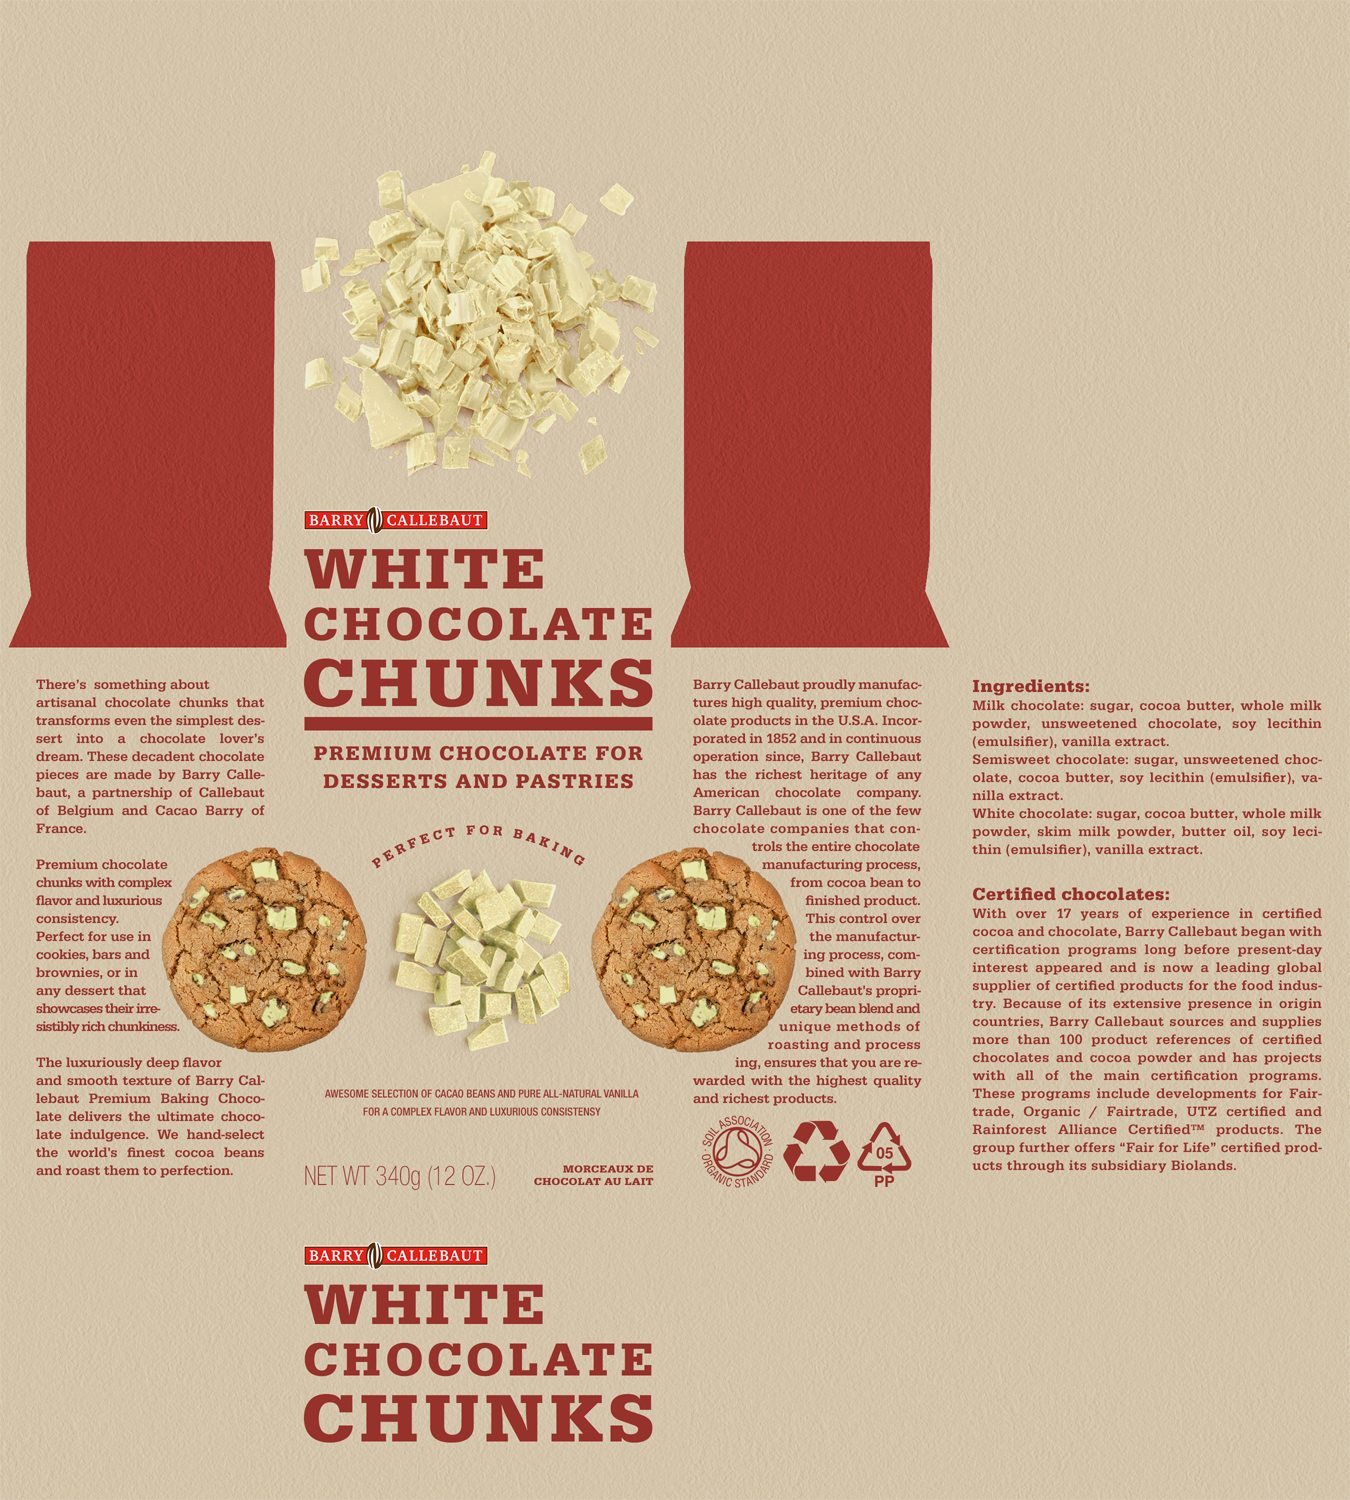 BARRY CALLEBAUT
WHITE
CHOCOLATE
CHUNKS
PREMIUM CHOCOLATE FOR
DESSERTS AND PASTRIES
PERFECT FOR BAKING
AWESOME SELECTION OF CACAO BEANS AND PURE ALL-NATURAL VANILLA
FOR A COMPLEX FLAVOR AND LUXURIOUS CONSISTENSY
NET WT 340g (12 OZ.)
MORCEAUX DE
CHOCOLAT AU LAIT
There's something about
artisanal chocolate chunks that
transforms even the simplest des-
sert into a chocolate lover's
dream. These decadent chocolate
pieces are made by Barry Calle-
baut, a partnership of Callebaut
of Belgium and Cacao Barry of
France.
Premium chocolate
chunks with complex
flavor and luxurious
consistency.
Perfect for use in
cookies, bars and
brownies, or in
any dessert that
showcases their irre-
sistibly rich chunkiness.
The luxuriously deep flavor
and smooth texture of Barry Cal-
lebaut Premium Baking Choco-
late delivers the ultimate choco-
late indulgence. We hand-select
the world's finest cocoa beans
and roast them to perfection.
Barry Callebaut proudly manufac-
tures high quality, premium choc-
olate products in the U.S.A. Incor-
porated in 1852 and in continuous
operation since, Barry Callebaut
has the richest heritage of any
American chocolate company.
Barry Callebaut is one of the few
chocolate companies that con-
trols the entire chocolate
manufacturing process,
from cocoa bean to
finished product.
This control over
the manufactur-
ing process, com-
bined with Barry
Callebaut's propri-
etary bean blend and
unique methods of
roasting and process
ing, ensures that you are re-
warded with the highest quality
and richest products.
SOIL ASSOCIATION
ORGANIC STANDARD
05
PP
Ingredients:
Milk chocolate: sugar, cocoa butter, whole milk
powder, unsweetened chocolate, soy lecithin
(emulsifier), vanilla extract.
Semisweet chocolate: sugar, unsweetened choc-
olate, cocoa butter, soy lecithin (emulsifier), va-
nilla extract.
White chocolate: sugar, cocoa butter, whole milk
powder, skim milk powder, butter oil, soy leci-
thin (emulsifier), vanilla extract.
Certified chocolates:
With over 17 years of experience in certified
cocoa and chocolate, Barry Callebaut began with
certification programs long before present-day
interest appeared and is now a leading global
supplier of certified products for the food indus-
try. Because of its extensive presence in origin
countries, Barry Callebaut sources and supplies
more than 100 product references of certified
chocolates and cocoa powder and has projects
with all of the main certification programs.
These programs include developments for Fair-
trade, Organic / Fairtrade, UTZ certified and
Rainforest Alliance Certified™ products. The
group further offers “Fair for Life” certified prod-
ucts through its subsidiary Biolands.
BARRY CALLEBAUT
WHITE
CHOCOLATE
CHUNKS